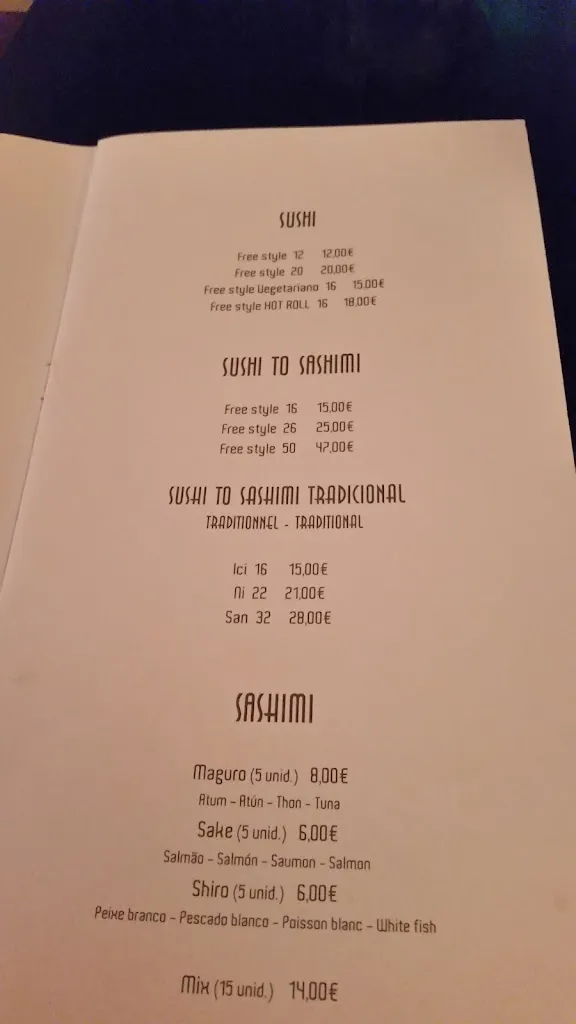 SUSHI
Free style 12 12,00€
Free style 20 20,00€
Free style Vegetariano 16 15,00€
Free style HOT ROLL 16 18,00€
SUSHI TO SASHIMI
Free style 16 15,00€
Free style 26 25,00€
Free style 50 47,00€
SUSHI TO SASHIMI TRADICIONAL
TRADITIONNEL - TRADITIONAL
Ici 16 15,00€
Ni 22 21,00€
San 32 28,00€
SASHIMI
Maguro (5 unid.) 8,00€
Atum - Atún - Thon - Tuna
Sake (5 unid.) 6,00€
Salmão - Salmón - Saumon - Salmon
Shiro (5 unid.) 6,00€
Peixe branco - Pescado blanco - Poisson blanc - White fish
Mix (15 unid.) 14,00€